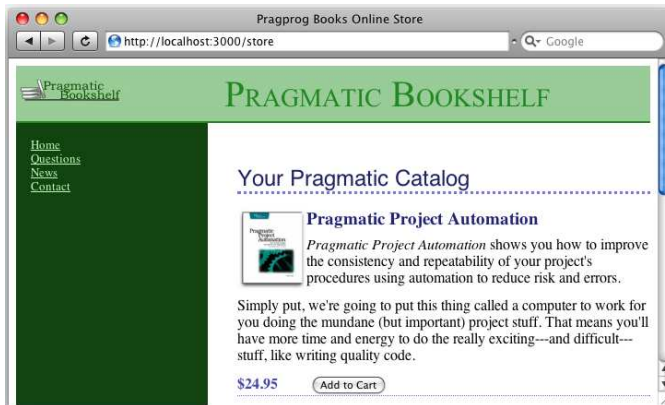 Pragprog Books Online Store
http://localhost:3000/store
Google
Pragmatic
Bookshelf
PRAGMATIC BOOKSHELF
Home
Questions
News
Contact
Your Pragmatic Catalog
Pragmatic
Project
Automation
Pragmatic Project Automation
Pragmatic Project Automation shows you how to improve
the consistency and repeatability of your project's
procedures using automation to reduce risk and errors.
Simply put, we're going to put this thing called a computer to work for
you doing the mundane (but important) project stuff. That means you'll
have more time and energy to do the really exciting---and difficult---
stuff, like writing quality code.
$24.95
Add to Cart